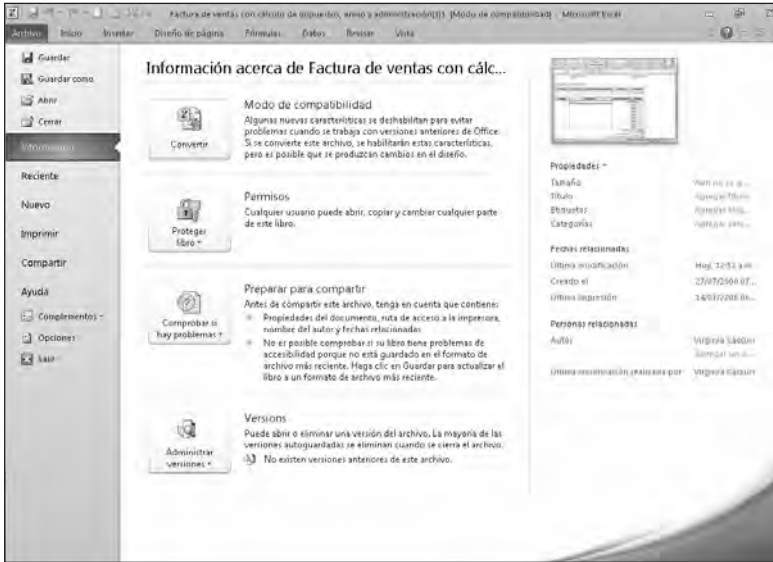 Factura de ventas con cálculo de impuestos, envío y administración(1)1 [Modo de compatibilidad] - Microsoft Excel
Archivo Inicio Insertar Diseño de página Fórmulas Datos Revisar Vista
Guardar
Guardar como
Abrir
Cerrar
Información
Reciente
Nuevo
Imprimir
Compartir
Ayuda
Complementos
Opciones
Salir
Información acerca de Factura de ventas con cálc...
Convertir
Modo de compatibilidad
Algunas nuevas características se deshabilitan para evitar
problemas cuando se trabaja con versiones anteriores de Office.
Si se convierte este archivo, se habilitarán estas características,
pero es posible que se produzcan cambios en el diseño.
Proteger
libro
Permisos
Cualquier usuario puede abrir, copiar y cambiar cualquier parte
de este libro.
Comprobar si
hay problemas
Preparar para compartir
Antes de compartir este archivo, tenga en cuenta que contiene:
Propiedades del documento, ruta de acceso a la impresora,
nombre del autor y fechas relacionadas
No es posible comprobar si su libro tiene problemas de
accesibilidad porque no está guardado en el formato de
archivo más reciente. Haga clic en Guardar para actualizar el
libro a un formato de archivo más reciente.
Administrar
versiones
Versions
Puede abrir o eliminar una versión del archivo. La mayoría de las
versiones autoguardadas se eliminan cuando se cierra el archivo.
No existen versiones anteriores de este archivo.
Propiedades
Tamaño
Título Agregar título
Etiquetas
Categorías
Fechas relacionadas
Última modificación Hoy, 12:52 a.m.
Creado el
Última impresión
Personas relacionadas
Autor Virginia
Última modificación realizada por Virginia